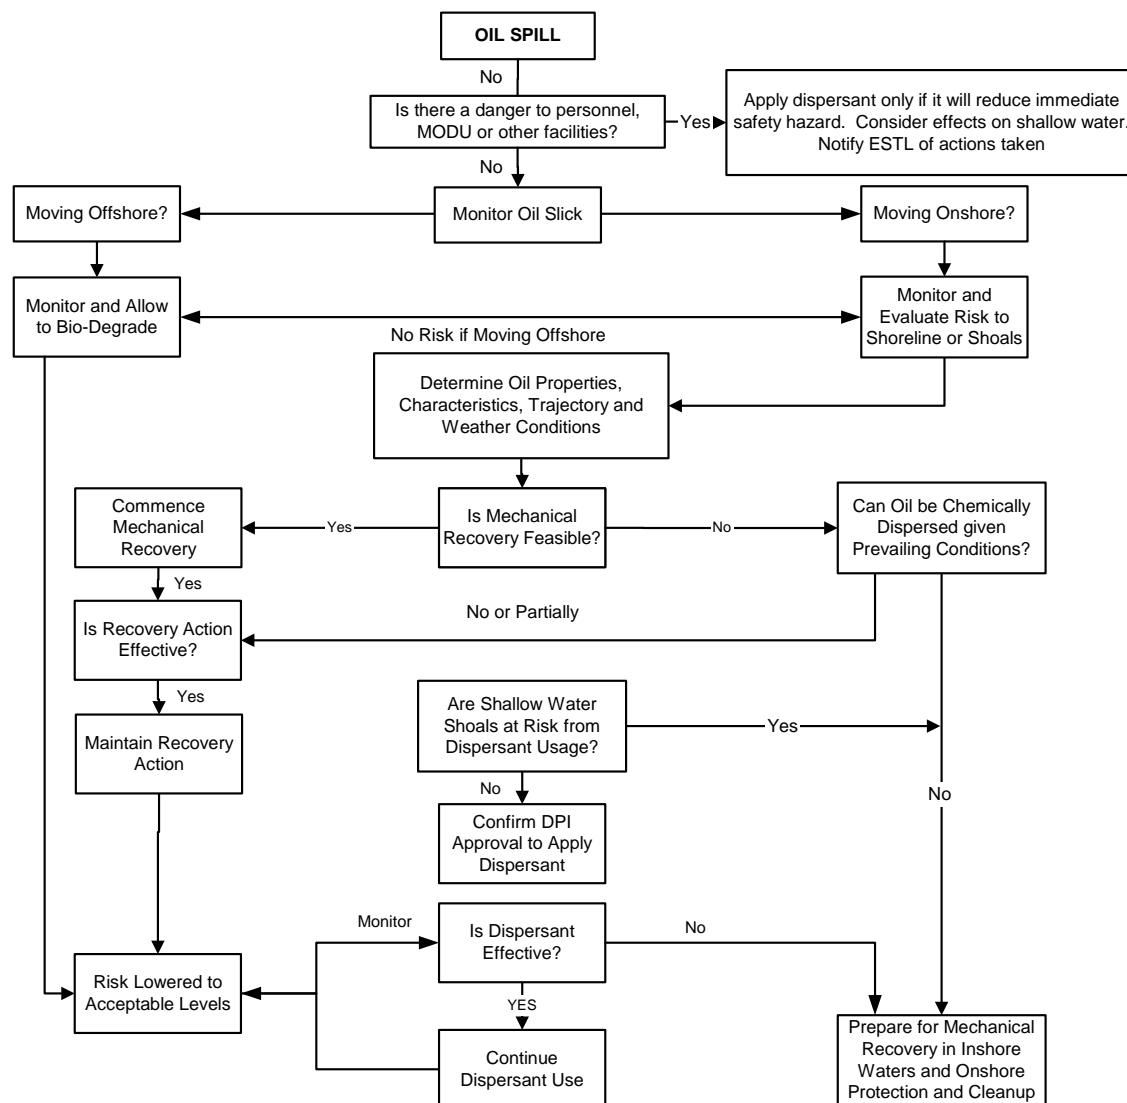 OIL SPILL
No
Is there a danger to personnel,
MODU or other facilities?
Yes
Apply dispersant only if it will reduce immediate
safety hazard. Consider effects on shallow water.
Notify ESTL of actions taken
No
Moving Offshore?
Monitor Oil Slick
Moving Onshore?
Monitor and Allow
to Bio-Degrade
No Risk if Moving Offshore
Monitor and
Evaluate Risk to
Shoreline or Shoals
Determine Oil Properties,
Characteristics, Trajectory and
Weather Conditions
Commence
Mechanical
Recovery
Yes
Is Mechanical
Recovery Feasible?
No
Can Oil be Chemically
Dispersed given
Prevailing Conditions?
Yes
No or Partially
Is Recovery Action
Effective?
Yes
Maintain Recovery
Action
Are Shallow Water
Shoals at Risk from
Dispersant Usage?
Yes
No
No
Confirm DPI
Approval to Apply
Dispersant
Monitor
Is Dispersant
Effective?
No
Risk Lowered to
Acceptable Levels
YES
Continue
Dispersant Use
Prepare for Mechanical
Recovery in Inshore
Waters and Onshore
Protection and Cleanup